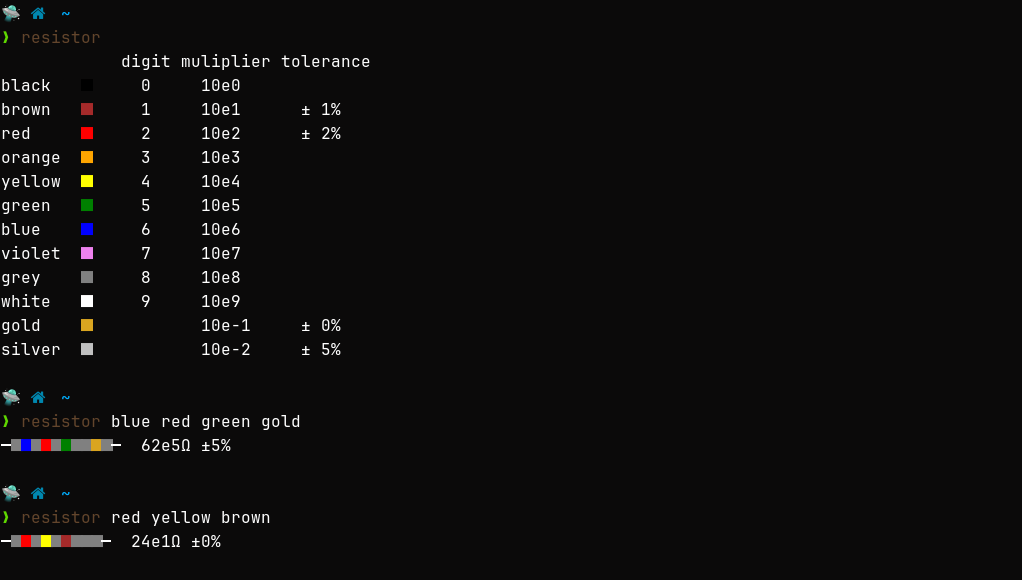 ~
❯ resistor
digit muliplier tolerance
black 0 10e0
brown 1 10e1 ± 1%
red 2 10e2 ± 2%
orange 3 10e3
yellow 4 10e4
green 5 10e5
blue 6 10e6
violet 7 10e7
grey 8 10e8
white 9 10e9
gold 10e-1 ± 0%
silver 10e-2 ± 5%
~
❯ resistor blue red green gold
62e5Ω ±5%
~
❯ resistor red yellow brown
24e1Ω ±0%